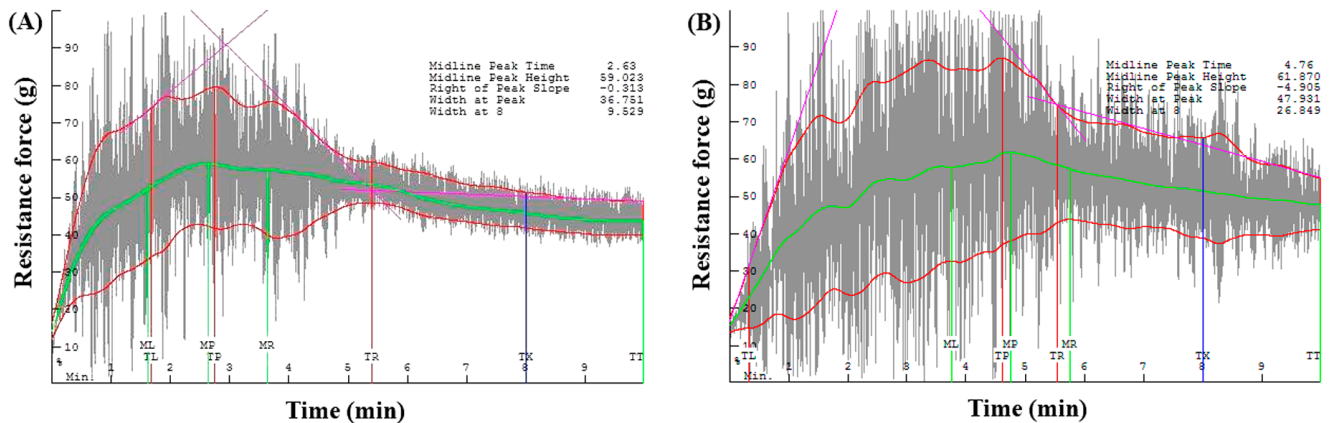 (A)
Resistance force (g)
90
80
70
60
50
40
30
20
10
%
Min.
Midline Peak Time 2.63
Midline Peak Height 59.023
Right of Peak Slope -0.313
Width at Peak 36.751
Width at 8 9.529
ML MP MR
TL TP TR TX TT
1 2 3 4 5 6 7 8 9
Time (min)
(B)
Resistance force (g)
90
80
70
60
50
40
30
20
10
%
Min.
Midline Peak Time 4.76
Midline Peak Height 61.870
Right of Peak Slope -4.905
Width at Peak 47.931
Width at 8 26.849
ML MP MR
TL TP TR TX TT
1 2 3 4 5 6 7 8 9
Time (min)